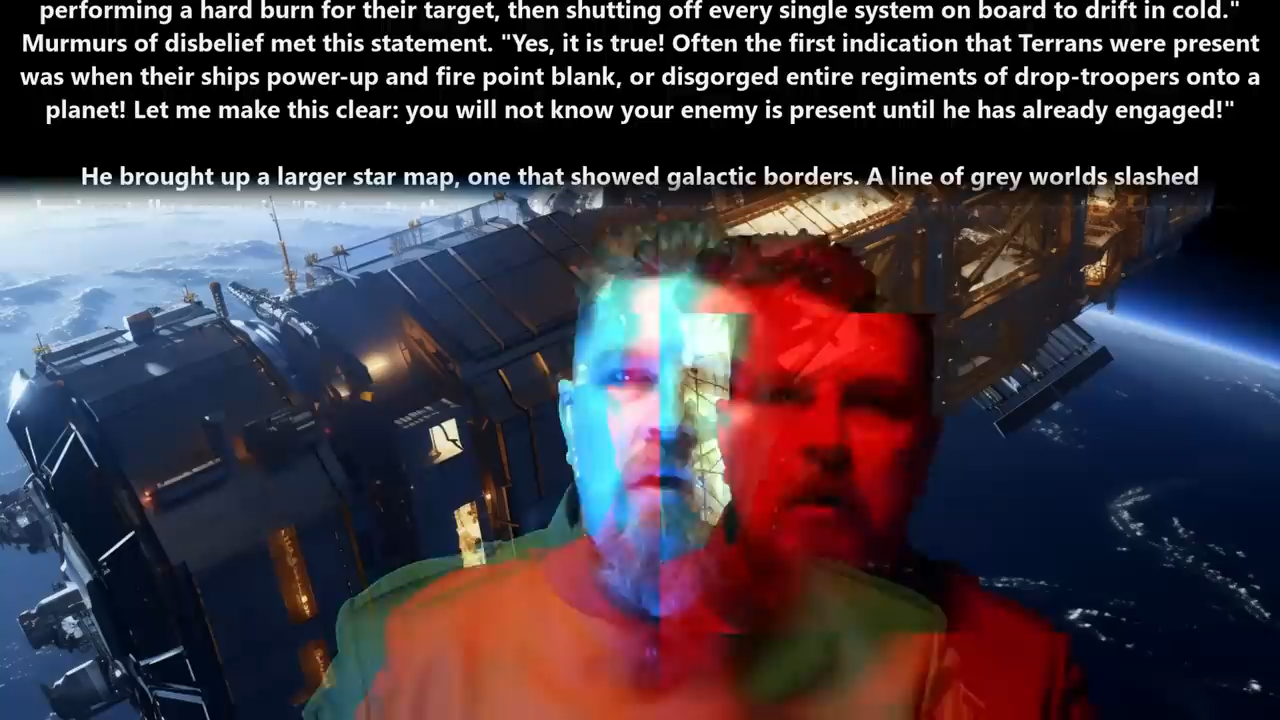 performing a hard burn for their target, then shutting off every single system on board to drift in cold."
Murmurs of disbelief met this statement. "Yes, it is true! Often the first indication that Terrans were present
was when their ships power-up and fire point blank, or disgorged entire regiments of drop-troopers onto a
planet! Let me make this clear: you will not know your enemy is present until he has already engaged!"
He brought up a larger star map, one that showed galactic borders. A line of grey worlds slashed